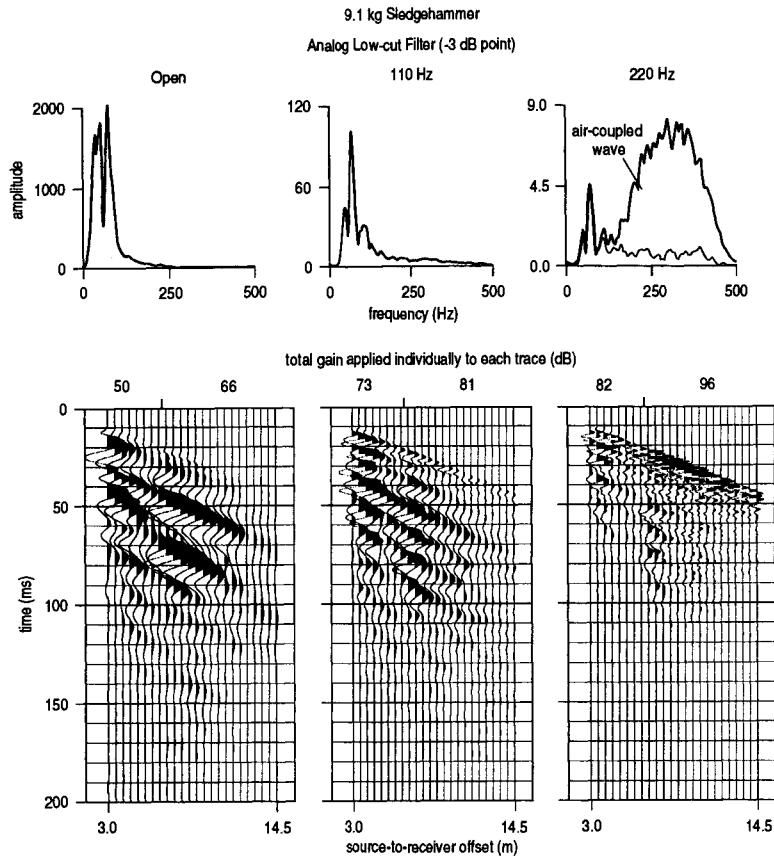 9.1 kg Sledgehammer
Analog Low-cut Filter (-3 dB point)
Open
110 Hz
220 Hz
amplitude
2000
1000
0
0
250
500
120
60
0
0
250
500
frequency (Hz)
9.0
4.5
0.0
0
250
500
air-coupled
wave
total gain applied individually to each trace (dB)
50
66
73
81
82
96
time (ms)
0
50
100
150
200
3.0
14.5
3.0
14.5
3.0
14.5
source-to-receiver offset (m)